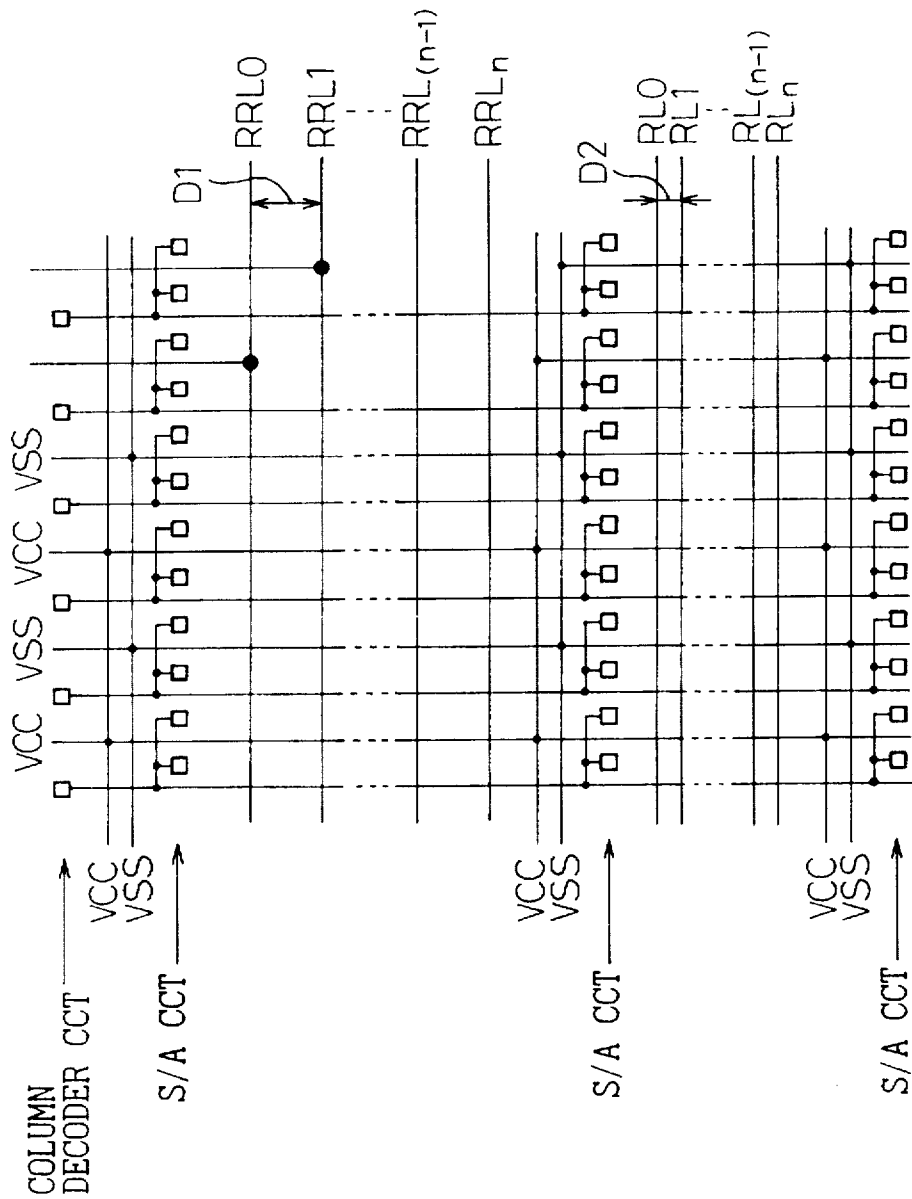 COLUMN
DECODER CCT
VCC
VSS
S/A CCT
VCC VSS VCC VSS
D1
RRL0
RRL1
RRL(n-1)
RRLn
VCC
VSS
S/A CCT
D2
RL0
RL1
RL(n-1)
RLn
VCC
VSS
S/A CCT